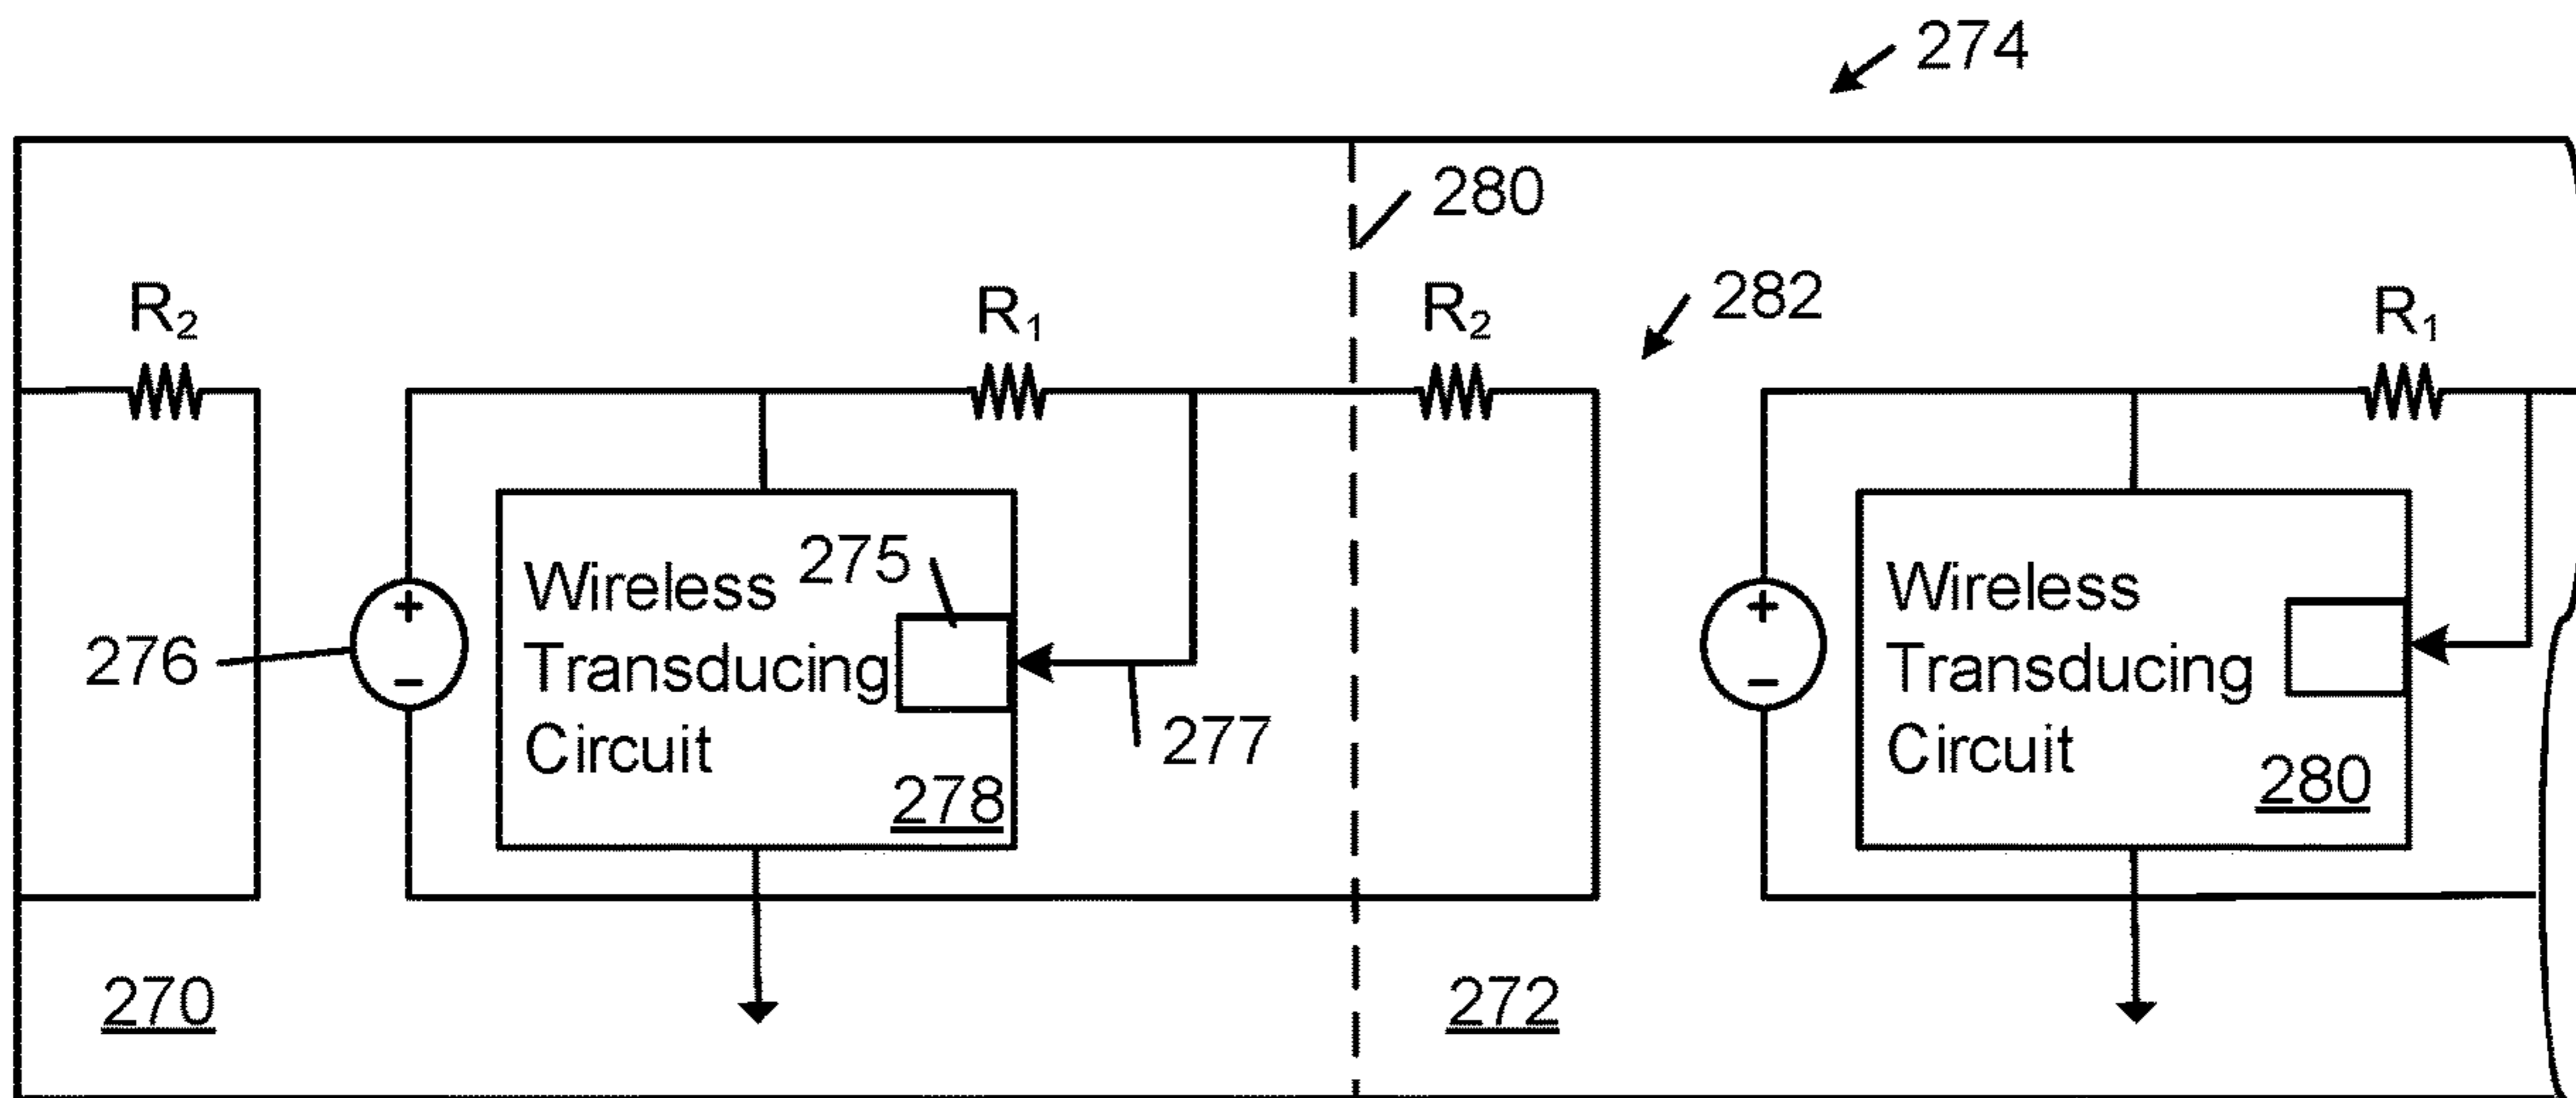 274
280
R₂
R₁
R₂
282
R₁
+
−
276
Wireless
Transducing
Circuit
275
277
278
+
−
Wireless
Transducing
Circuit
280
270
272